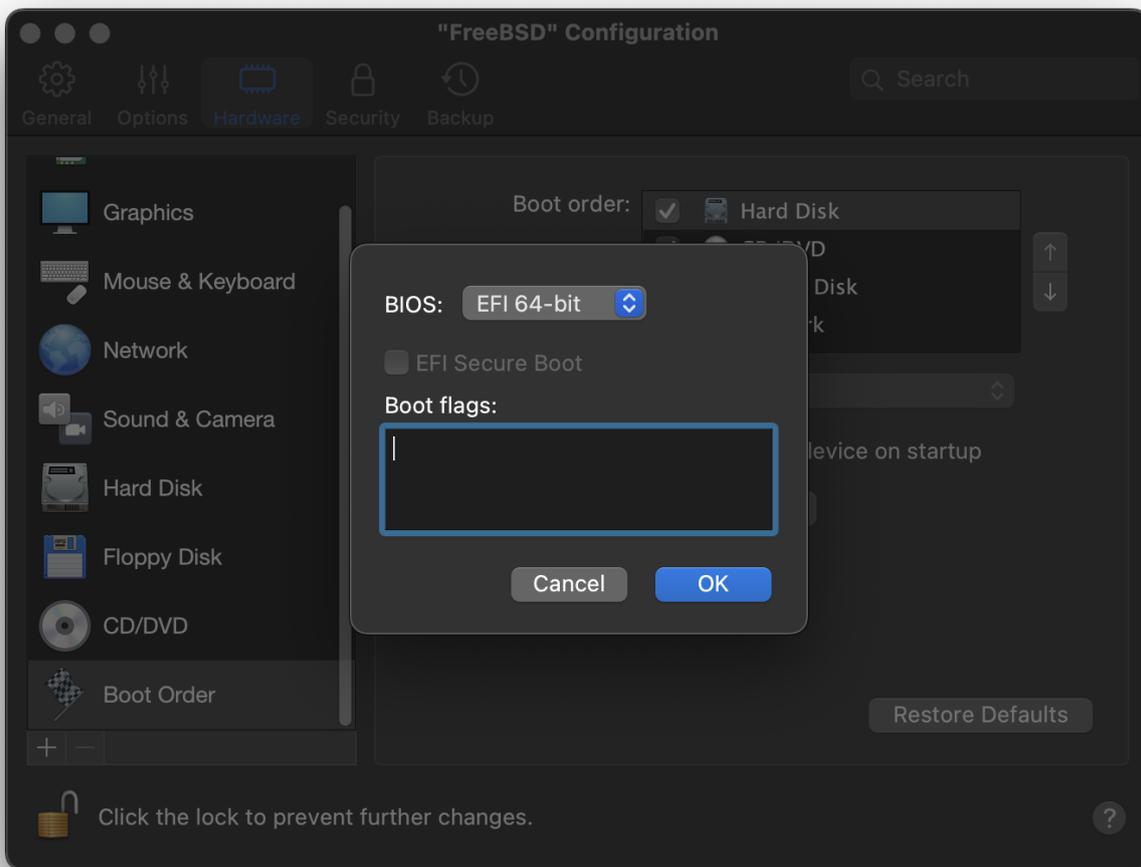 "FreeBSD" Configuration
General Options Hardware Security Backup
Search
Graphics
Mouse & Keyboard
Network
Sound & Camera
Hard Disk
Floppy Disk
CD/DVD
Boot Order
Boot order:
Hard Disk
CD/DVD
Disk
device on startup
BIOS: EFI 64-bit
EFI Secure Boot
Boot flags:
Cancel OK
Restore Defaults
Click the lock to prevent further changes.
?